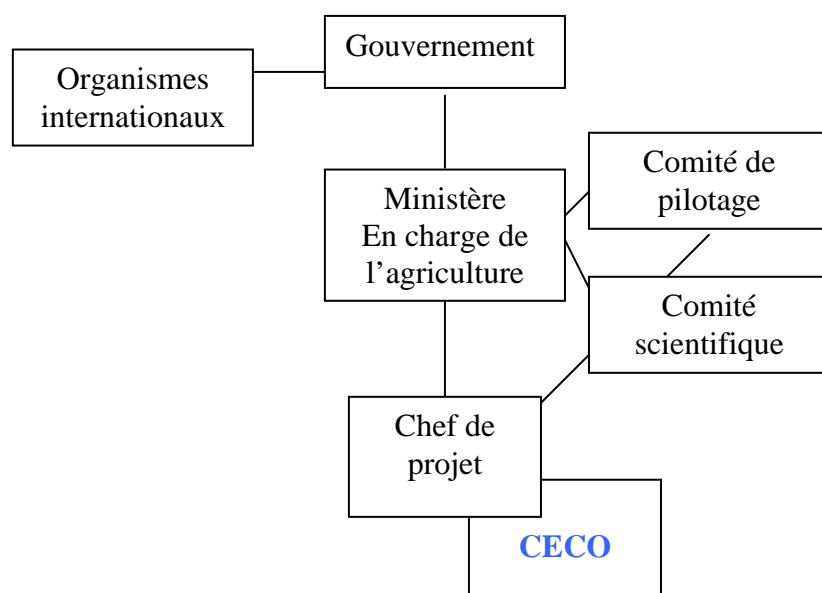 Gouvernement
Organismes
internationaux
Comité de
pilotage
Ministère
En charge de
l’agriculture
Comité
scientifique
Chef de
projet
CECO